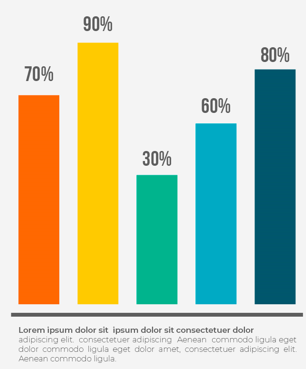 90%
80%
70%
60%
30%
Lorem ipsum dolor sit ipsum dolor sit consectetuer dolor
adipiscing elit. consectetuer adipiscing. Aenean commodo ligula eget
dolor commodo ligula eget dolor amet, consectetuer adipiscing elit.
Aenean commodo ligula.